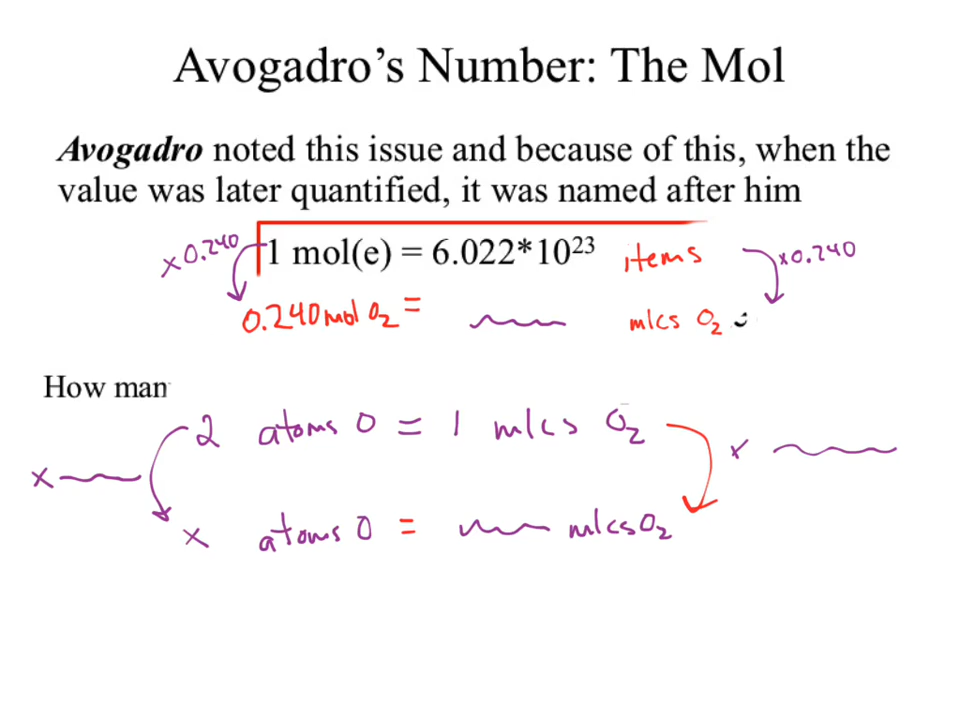 Avogadro's Number: The Mol
Avogadro noted this issue and because of this, when the
value was later quantified, it was named after him
x 0.240 1 mol(e) = 6.022*10²³ items x 0.240
0.240 mol O₂ = mlcs O₂
How man
2 atoms O = 1 mlcs O₂ x
x
x atoms O = mlcs O₂